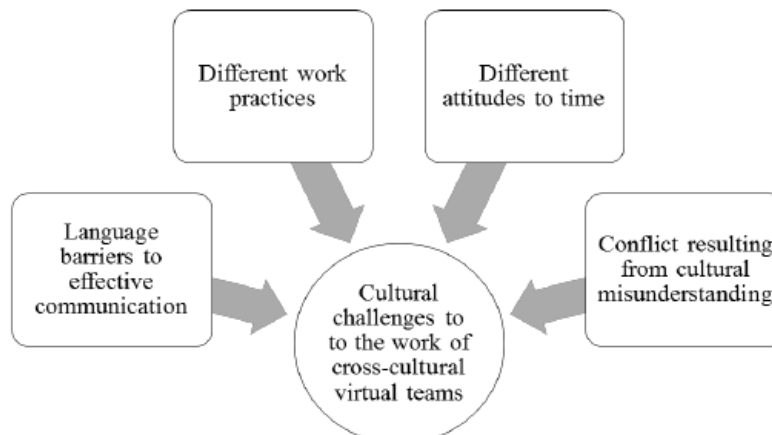 Different work
practices
Different
attitudes to time
Language
barriers to
effective
communication
Conflict resulting
from cultural
misunderstanding
Cultural
challenges to
to the work of
cross-cultural
virtual teams